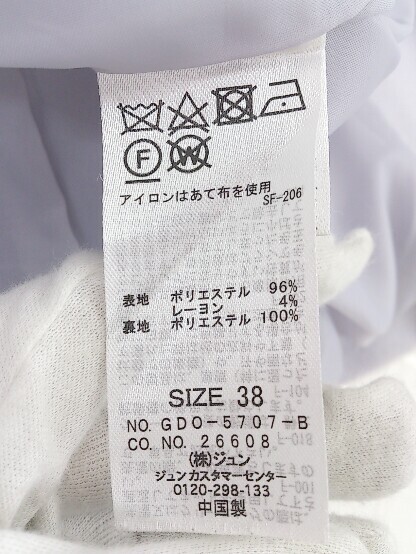 F W
アイロンはあて布を使用
SF-206
表地 ポリエステル 96%
レーヨン 4%
裏地 ポリエステル 100%
SIZE 38
NO. GDO-5707-B
CO. NO. 26608
(株)ジュン
ジュンカスタマーセンター
0120-298-133
中国製